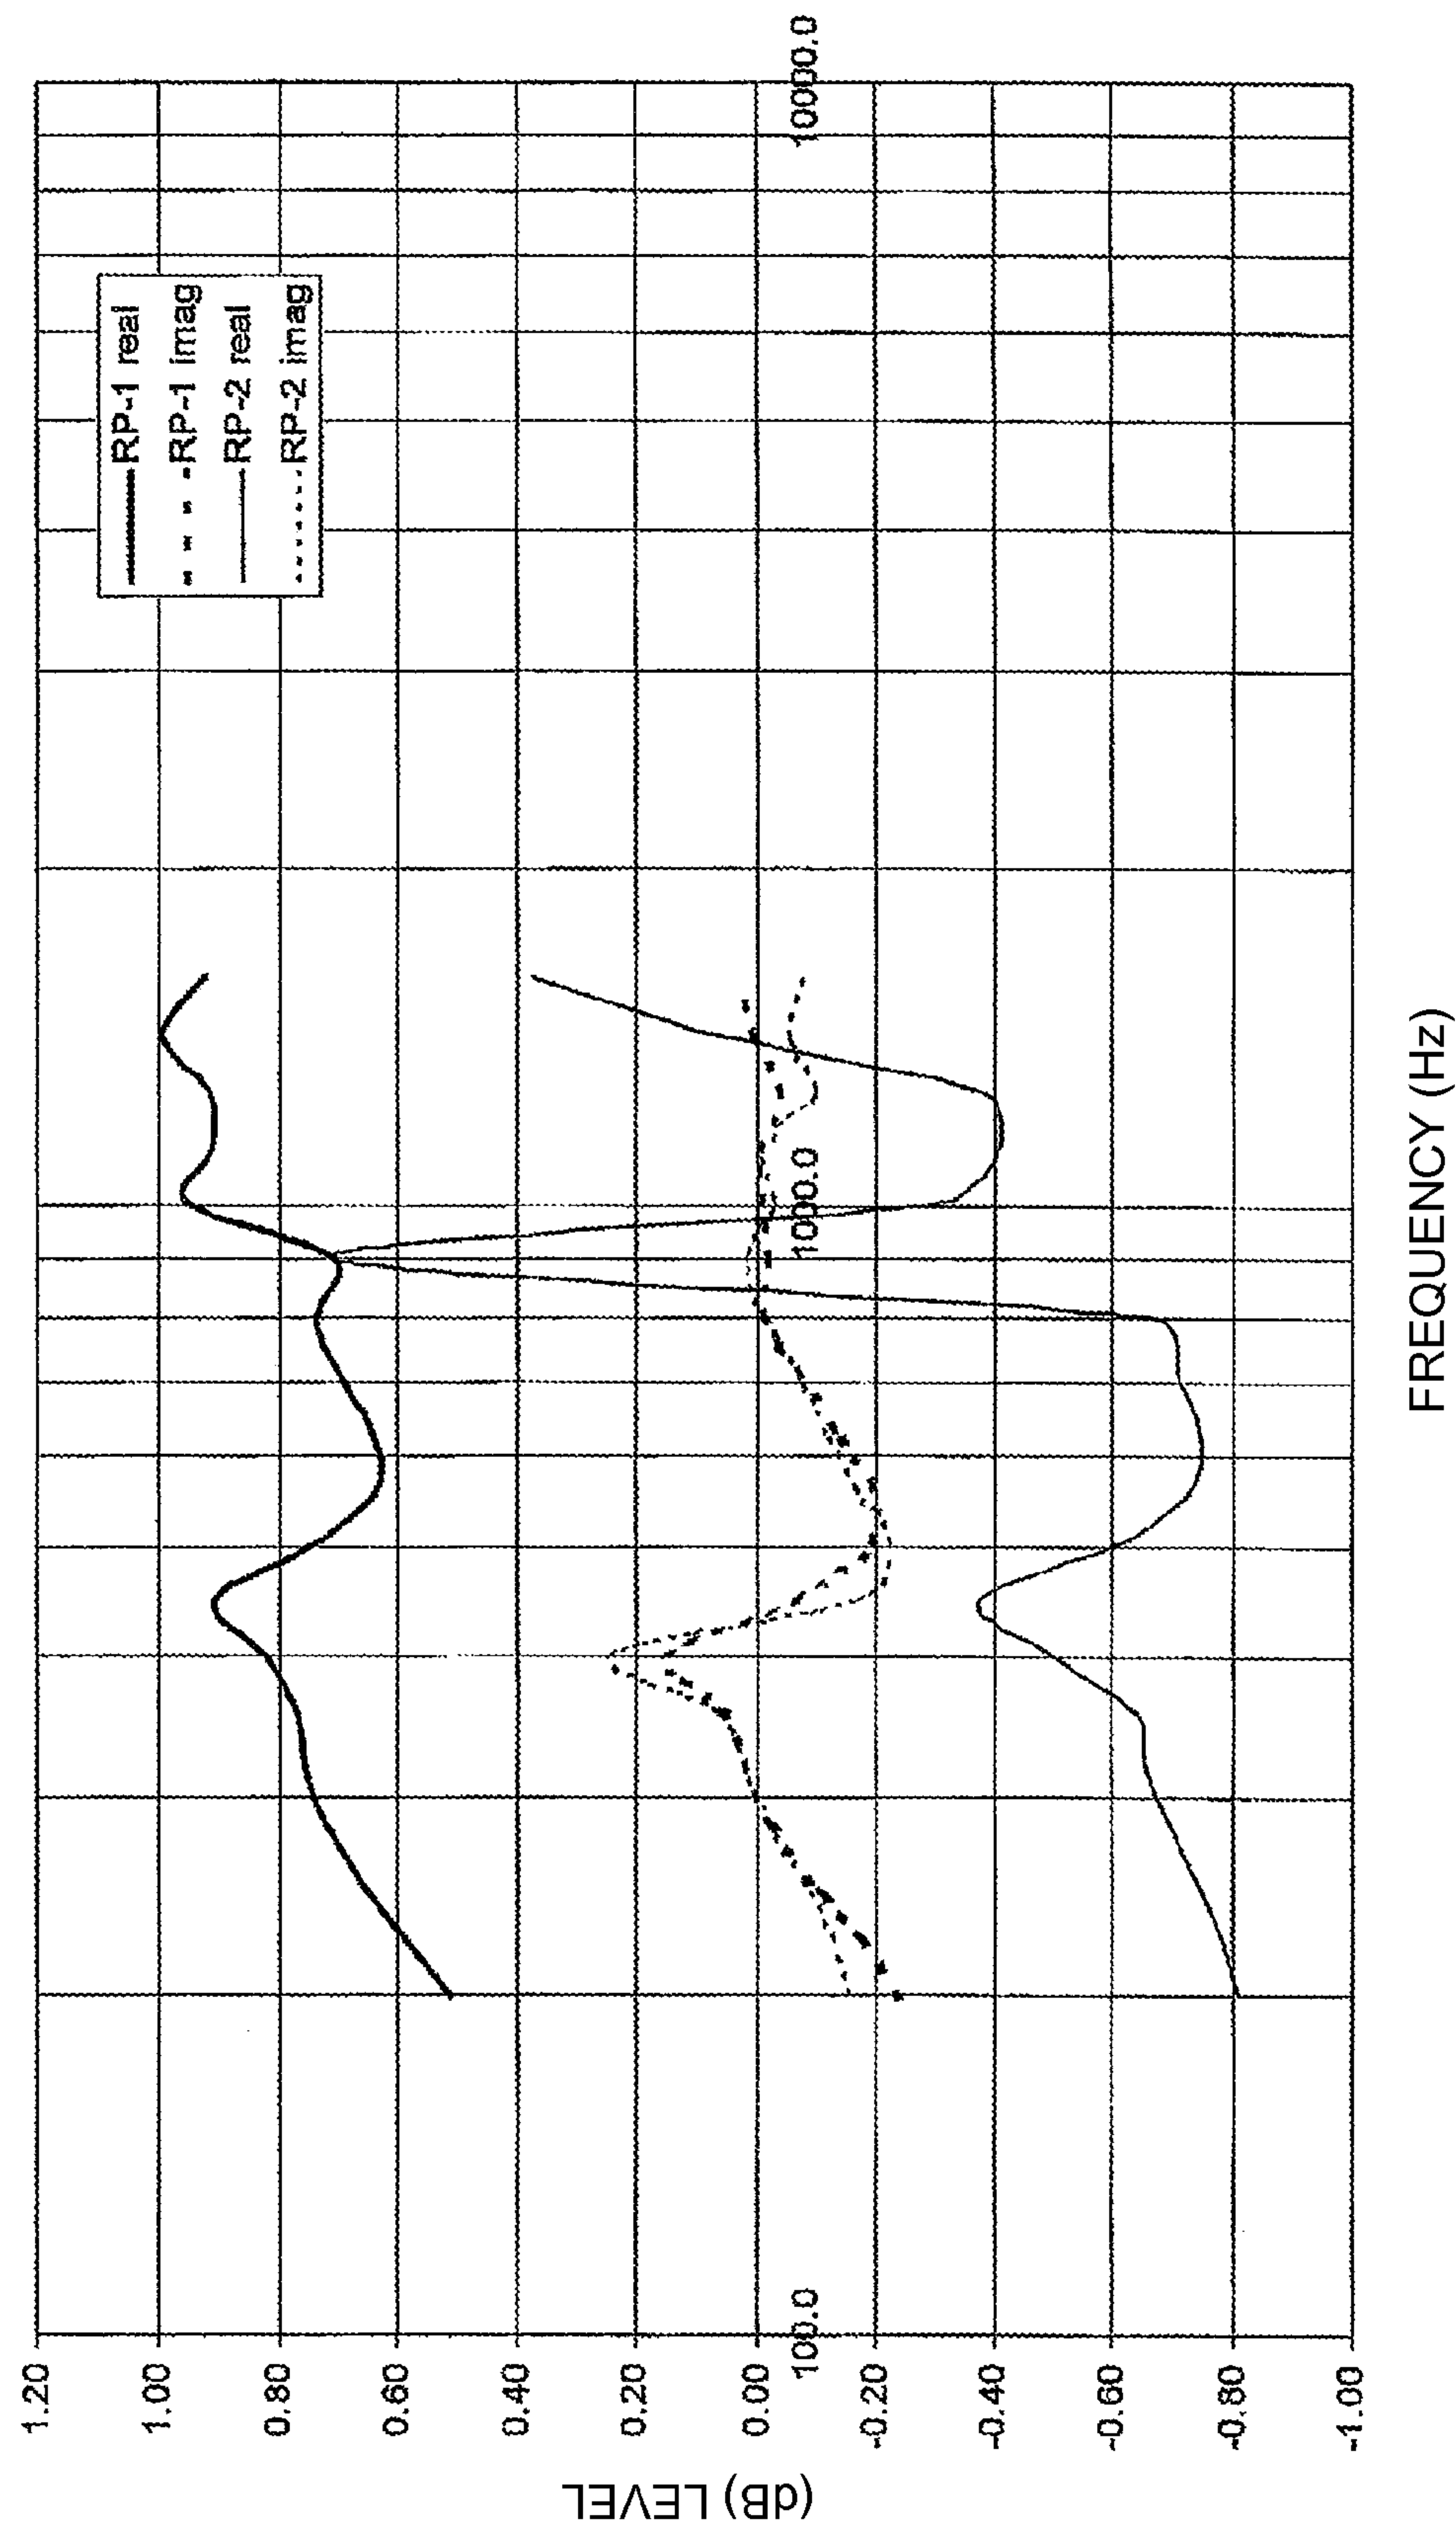 RP-1 real
RP-1 imag
RP-2 real
RP-2 imag
1.20
1.00
0.80
0.60
0.40
0.20
0.00
-0.20
-0.40
-0.60
-0.80
-1.00
100.0
1000.0
10000.0
(dB) LEVEL
FREQUENCY (Hz)